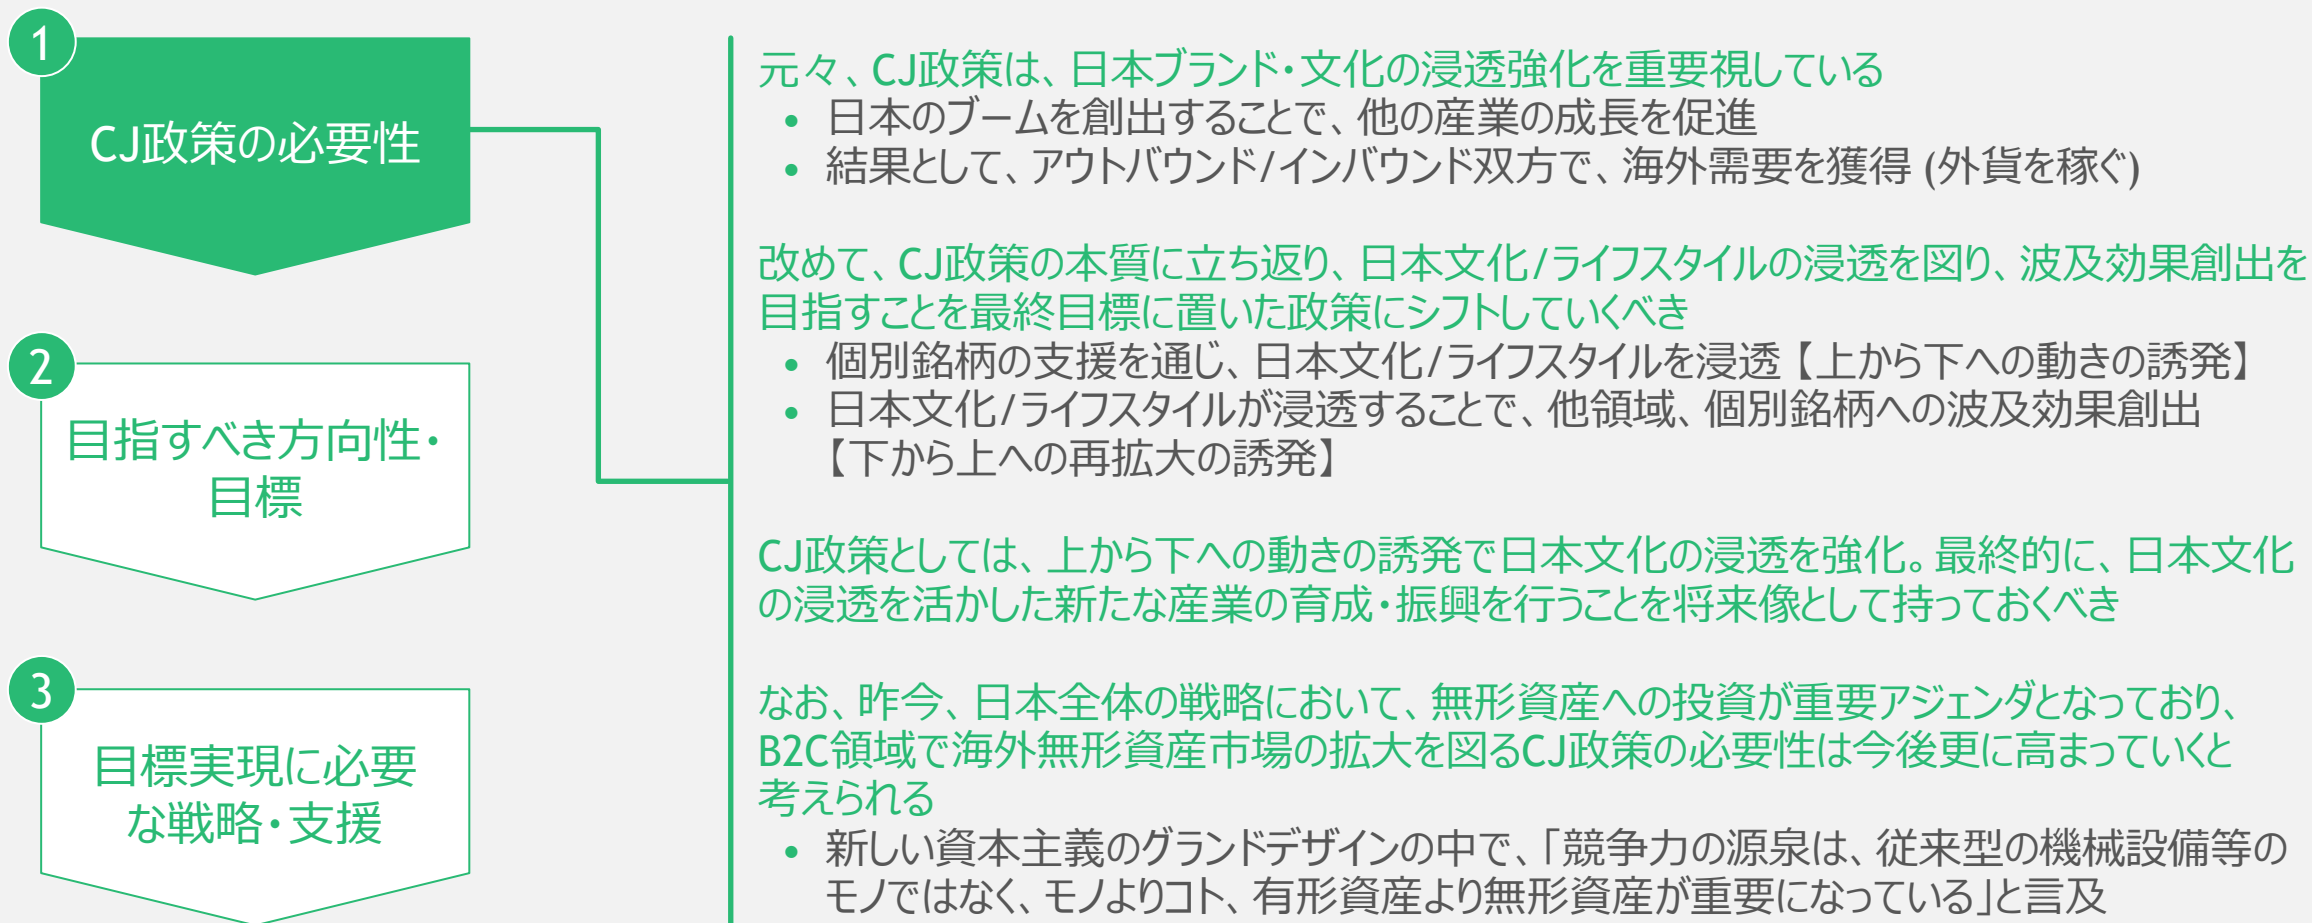 1
CJ政策の必要性
2
目指すべき方向性・
目標
3
目標実現に必要
な戦略・支援
元々、CJ政策は、日本ブランド・文化の浸透強化を重要視している
• 日本のブームを創出することで、他の産業の成長を促進
• 結果として、アウトバウンド/インバウンド双方で、海外需要を獲得 (外貨を稼ぐ)
改めて、CJ政策の本質に立ち返り、日本文化/ライフスタイルの浸透を図り、波及効果創出を
目指すことを最終目標に置いた政策にシフトしていくべき
• 個別銘柄の支援を通じ、日本文化/ライフスタイルを浸透【上から下への動きの誘発】
• 日本文化/ライフスタイルが浸透することで、他領域、個別銘柄への波及効果創出
【下から上への再拡大の誘発】
CJ政策としては、上から下への動きの誘発で日本文化の浸透を強化。最終的に、日本文化
の浸透を活かした新たな産業の育成・振興を行うことを将来像として持っておくべき
なお、昨今、日本全体の戦略において、無形資産への投資が重要アジェンダとなっており、
B2C領域で海外無形資産市場の拡大を図るCJ政策の必要性は今後更に高まっていくと
考えられる
• 新しい資本主義のグランドデザインの中で、「競争力の源泉は、従来型の機械設備等の
モノではなく、モノよりコト、有形資産より無形資産が重要になっている」と言及